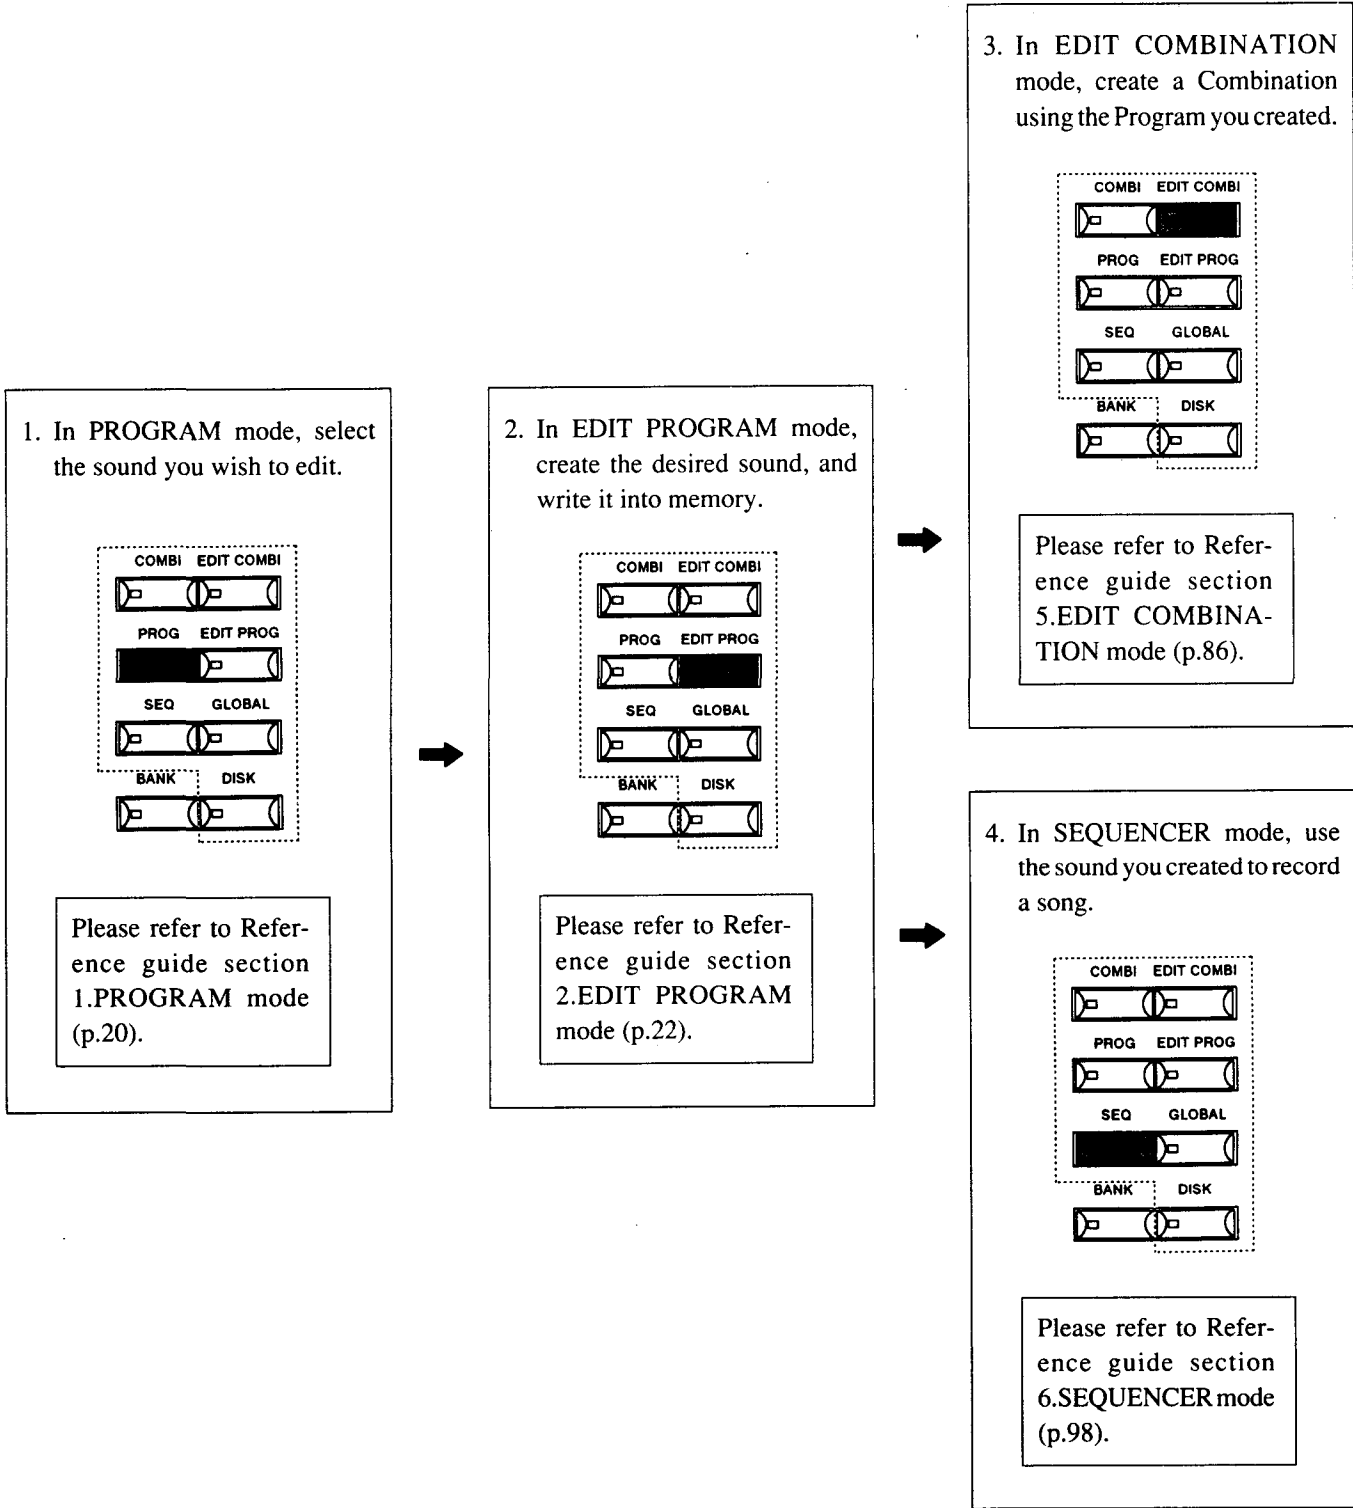 1. In PROGRAM mode, select
the sound you wish to edit.
COMBI EDIT COMBI
PROG EDIT PROG
SEQ GLOBAL
BANK DISK
Please refer to Refer-
ence guide section
1.PROGRAM mode
(p.20).
2. In EDIT PROGRAM mode,
create the desired sound, and
write it into memory.
COMBI EDIT COMBI
PROG EDIT PROG
SEQ GLOBAL
BANK DISK
Please refer to Refer-
ence guide section
2.EDIT PROGRAM
mode (p.22).
3. In EDIT COMBINATION
mode, create a Combination
using the Program you created.
COMBI EDIT COMBI
PROG EDIT PROG
SEQ GLOBAL
BANK DISK
Please refer to Refer-
ence guide section
5.EDIT COMBINA-
TION mode (p.86).
4. In SEQUENCER mode, use
the sound you created to record
a song.
COMBI EDIT COMBI
PROG EDIT PROG
SEQ GLOBAL
BANK DISK
Please refer to Refer-
ence guide section
6.SEQUENCER mode
(p.98).